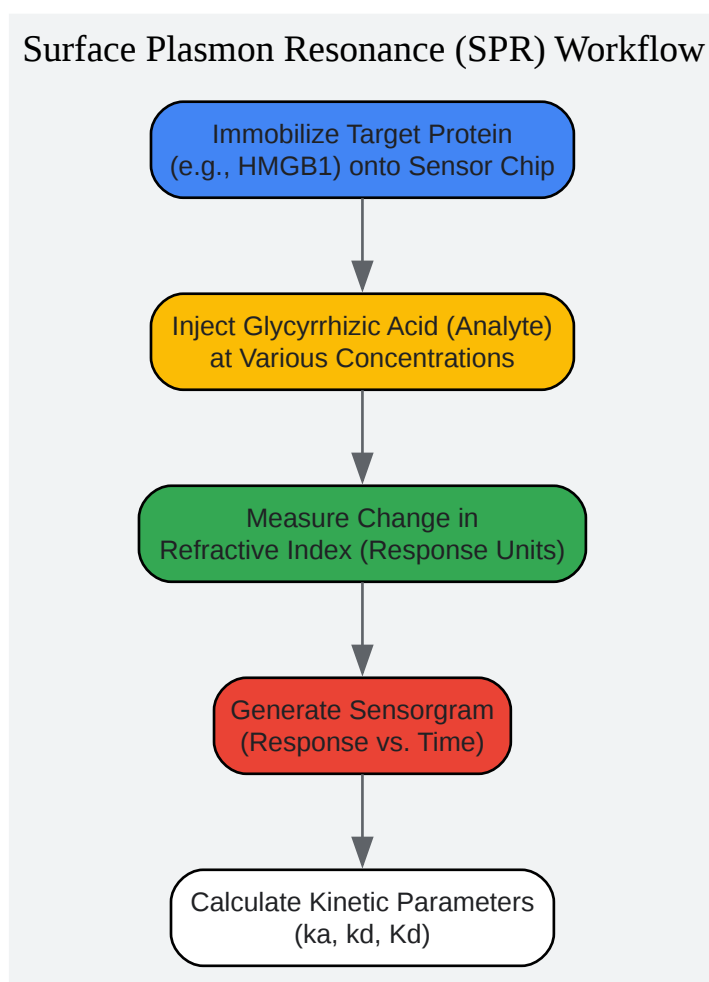 Surface Plasmon Resonance (SPR) Workflow
Immobilize Target Protein
(e.g., HMGB1) onto Sensor Chip
Inject Glycyrrhizic Acid (Analyte)
at Various Concentrations
Measure Change in
Refractive Index (Response Units)
Generate Sensorgram
(Response vs. Time)
Calculate Kinetic Parameters
(ka, kd, Kd)